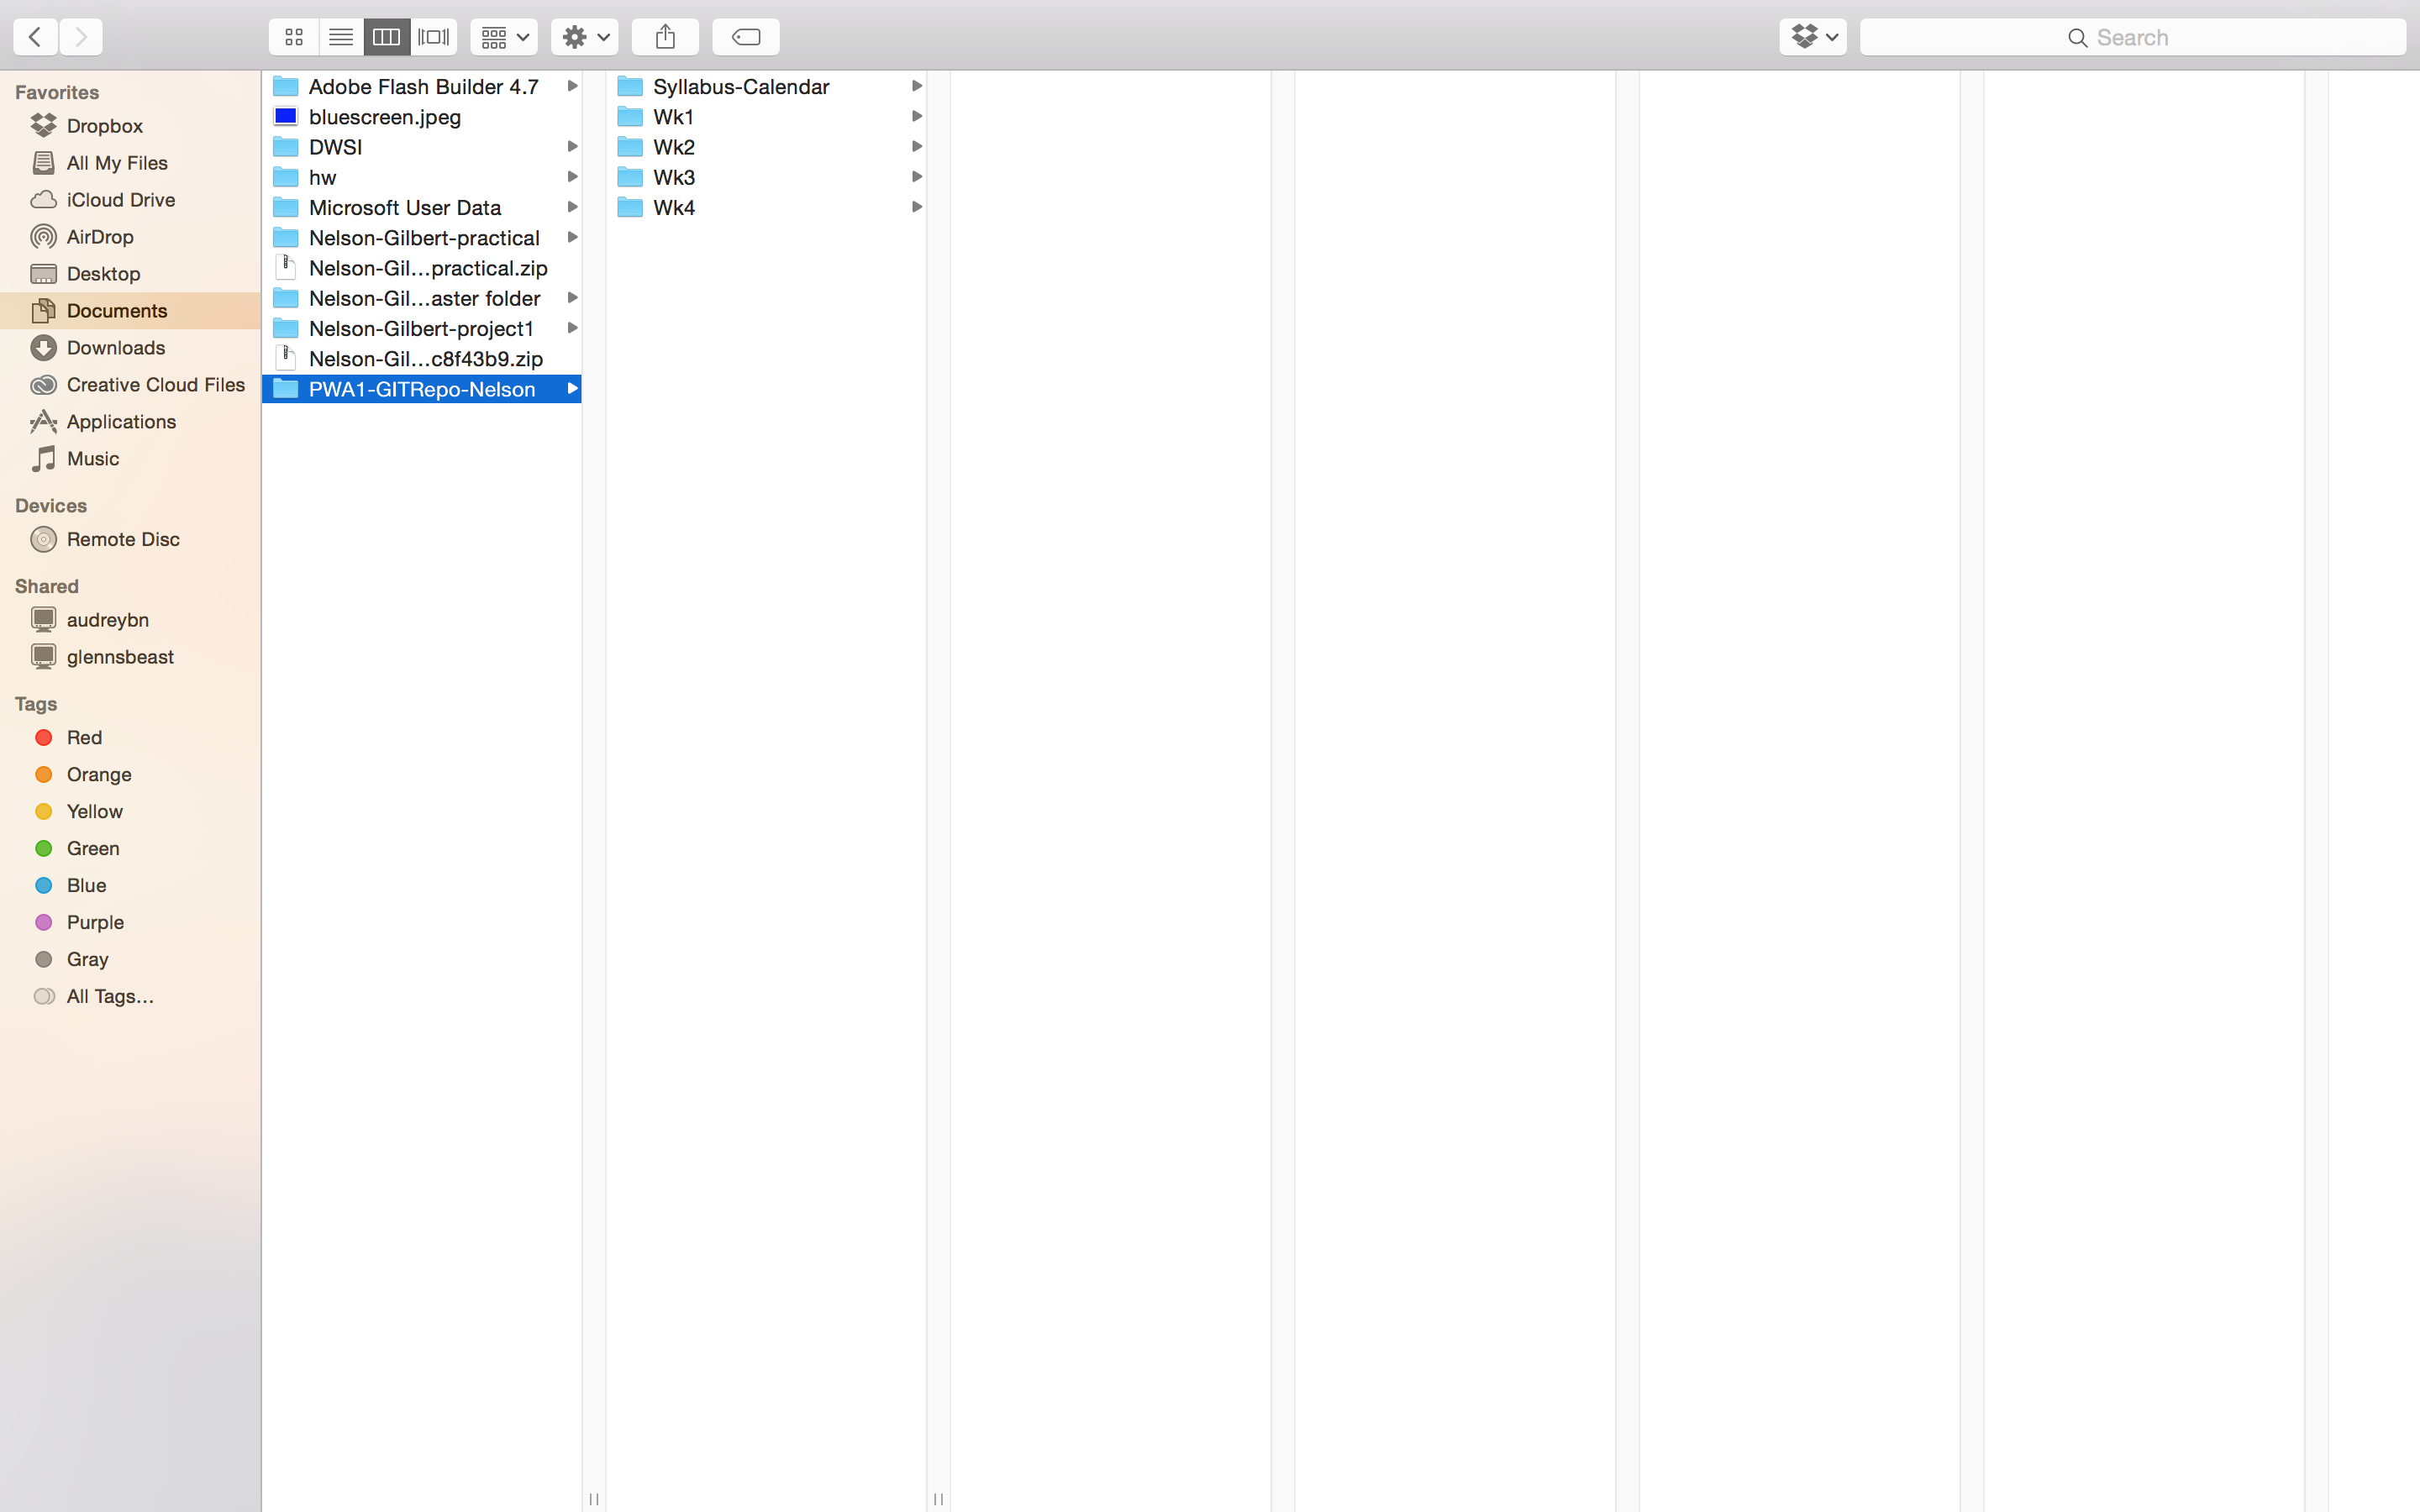 Search
Favorites
Dropbox
All My Files
iCloud Drive
AirDrop
Desktop
Documents
Downloads
Creative Cloud Files
Applications
Music
Devices
Remote Disc
Shared
audreybn
glennsbeast
Tags
Red
Orange
Yellow
Green
Blue
Purple
Gray
All Tags...
Adobe Flash Builder 4.7
bluescreen.jpeg
DWSI
hw
Microsoft User Data
Nelson-Gilbert-practical
Nelson-Gil...practical.zip
Nelson-Gil...aster folder
Nelson-Gilbert-project1
Nelson-Gil...c8f43b9.zip
PWA1-GITRepo-Nelson
Syllabus-Calendar
Wk1
Wk2
Wk3
Wk4